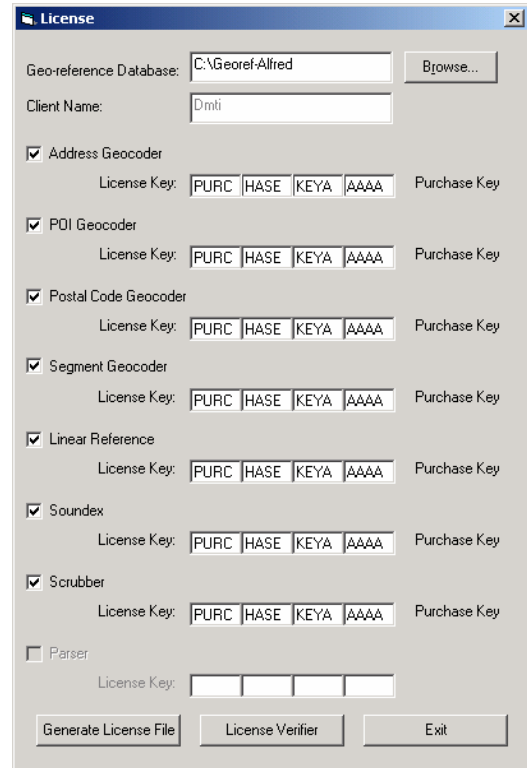 License
Geo-reference Database: C:\Georef-Alfred Browse...
Client Name: Dmti
Address Geocoder
License Key: PURC HASE KEYA AAAA Purchase Key
POI Geocoder
License Key: PURC HASE KEYA AAAA Purchase Key
Postal Code Geocoder
License Key: PURC HASE KEYA AAAA Purchase Key
Segment Geocoder
License Key: PURC HASE KEYA AAAA Purchase Key
Linear Reference
License Key: PURC HASE KEYA AAAA Purchase Key
Soundex
License Key: PURC HASE KEYA AAAA Purchase Key
Scrubber
License Key: PURC HASE KEYA AAAA Purchase Key
Parser
License Key:
Generate License File License Verifier Exit